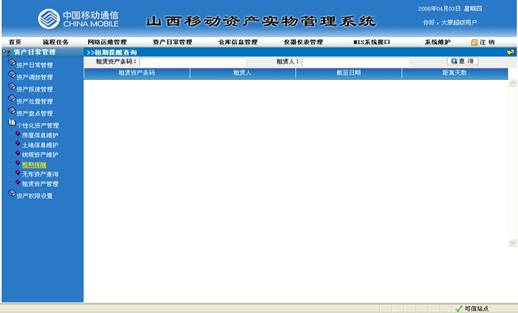 中国移动通信
CHINA MOBILE
山西移动资产实物管理系统
2008年04月03日 星期四
你好，太原超级用户
首页 流程任务 网络运维管理 资产日常管理 仓库信息管理 仪器仪表管理 MIS系统接口 系统维护 注 销
资产日常管理
>>租期提醒查询
租赁资产条码： 租赁人： 查 询
租赁资产条码 租赁人 截至日期 距离天数
资产日常管理
资产调拨管理
资产报废管理
资产处置管理
资产盘点管理
个性化资产管理
房屋信息维护
土地信息维护
线缆资产维护
租期提醒
无库资产查询
租赁资产管理
资产权限设置
可信站点